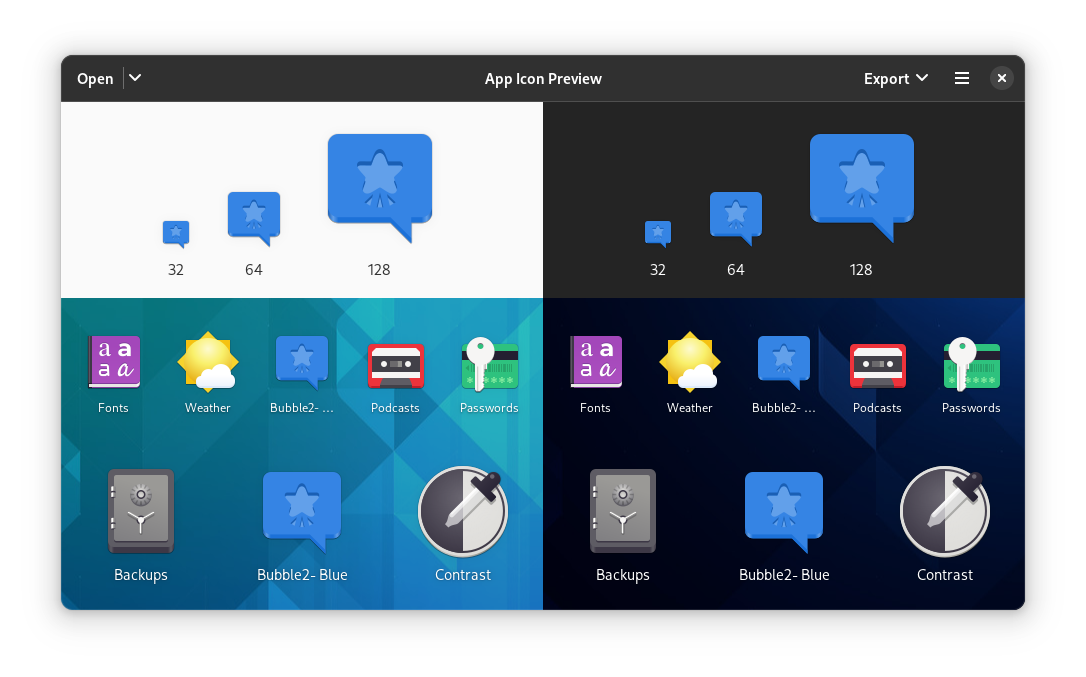 Open App Icon Preview Export
32 64 128 32 64 128
a a
a a
a a
a a
Fonts Weather Bubble2- ... Podcasts Passwords Fonts Weather Bubble2- ... Podcasts Passwords
Backups Bubble2- Blue Contrast Backups Bubble2- Blue Contrast